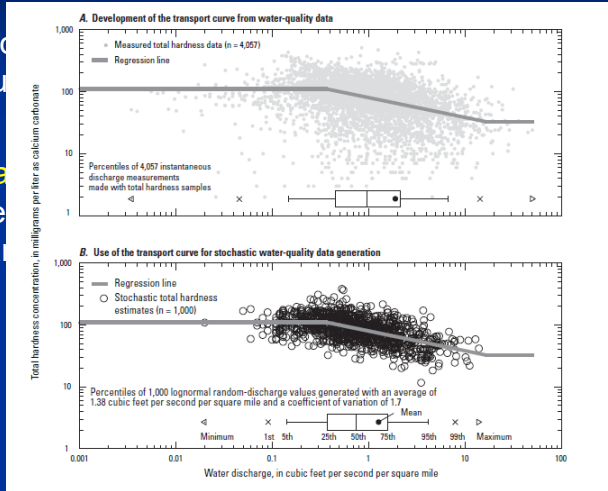 A. Development of the transport curve from water-quality data
1,000
Measured total hardness data (n = 4,057)
Regression line
100
10
Percentiles of 4,057 instantaneous
discharge measurements
made with total hardness samples
1
B. Use of the transport curve for stochastic water-quality data generation
1,000
Regression line
Stochastic total hardness
estimates (n = 1,000)
100
10
Percentiles of 1,000 lognormal random-discharge values generated with an average of
1.38 cubic feet per second per square mile and a coefficient of variation of 1.7
Mean
Minimum 1st 5th 25th 50th 75th 95th 99th Maximum
1
0.001 0.01 0.1 1 10 100
Water discharge, in cubic feet per second per square mile
Total hardness concentration, in milligrams per liter as calcium carbonate